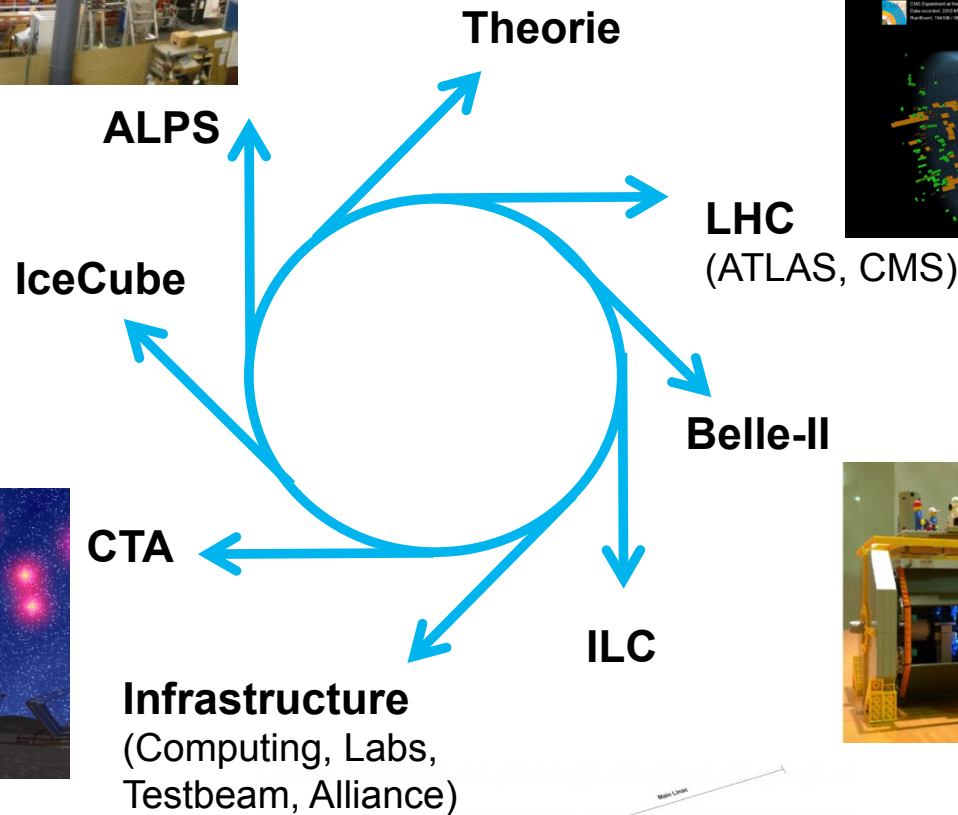 Theorie
ALPS
LHC
(ATLAS, CMS)
IceCube
Belle-II
CTA
ILC
Infrastructure
(Computing, Labs,
Testbeam, Alliance)
Main Linac